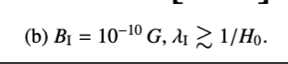 (b) B_I = 10^{-10} G, λ_I ≳ 1/H_0.